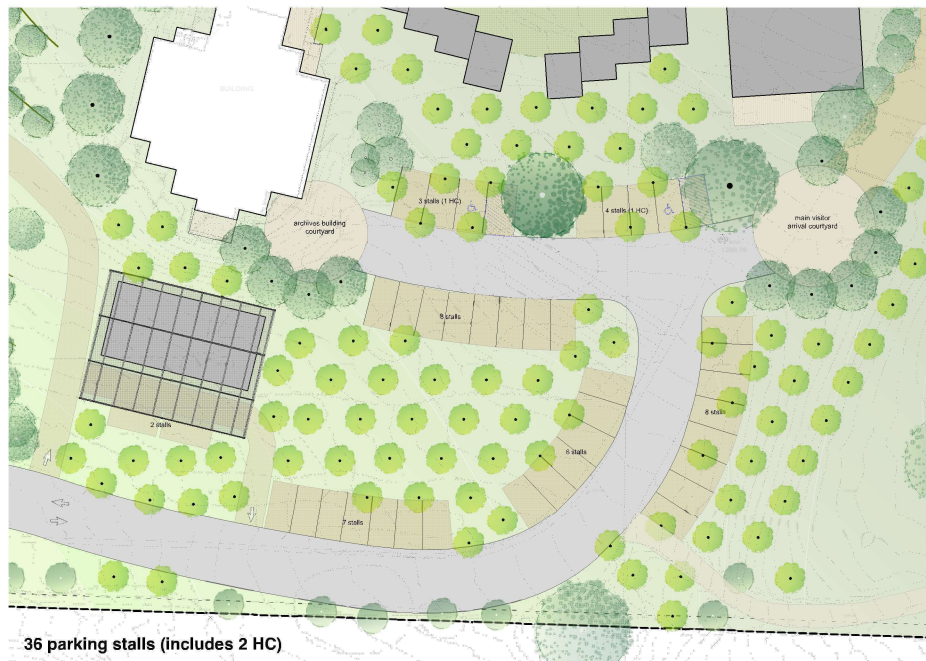 BUILDING
3 stalls (1 HC)
4 stalls (1 HC)
archives building
courtyard
main visitor
arrival courtyard
8 stalls
8 stalls
2 stalls
6 stalls
7 stalls
36 parking stalls (includes 2 HC)